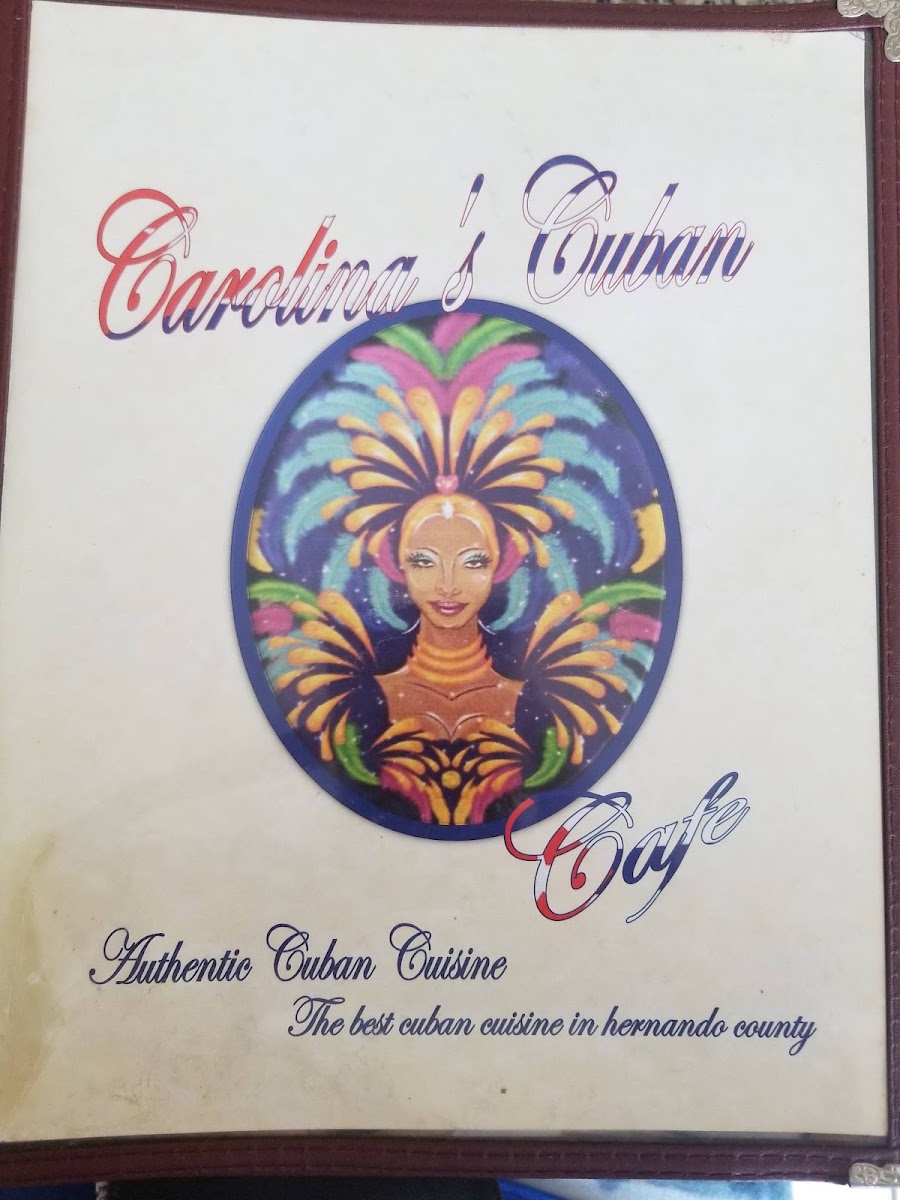 Carolina 's Cuban
Cafe
Authentic Cuban Cuisine
The best cuban cuisine in hernando county